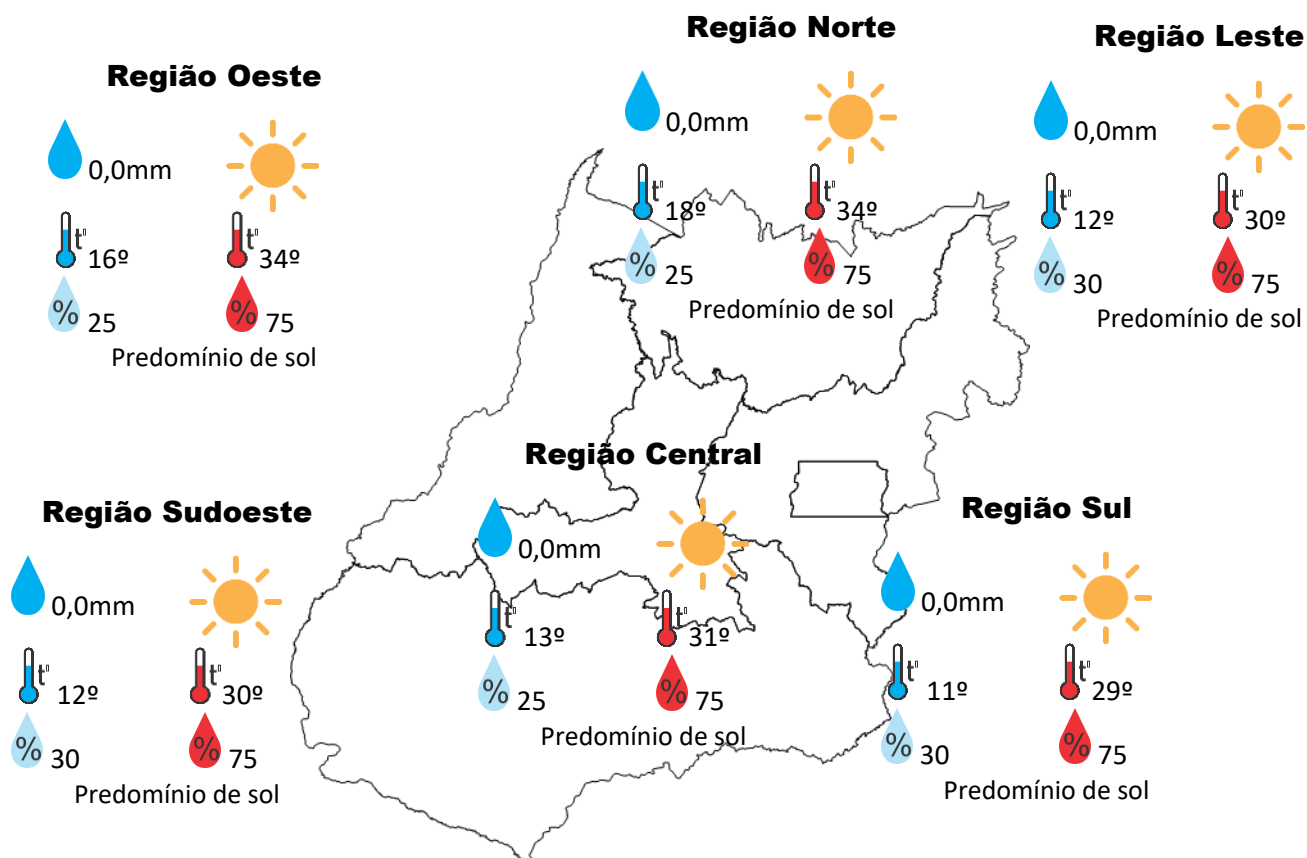 Região Oeste
0,0mm
t°
16º
t°
34º
%
25
%
75
Predomínio de sol
Região Norte
0,0mm
t°
18º
t°
34º
%
25
%
75
Predomínio de sol
Região Leste
0,0mm
t°
12º
t°
30º
%
30
%
75
Predomínio de sol
Região Sudoeste
0,0mm
t°
12º
t°
30º
%
30
%
75
Predomínio de sol
Região Central
0,0mm
t°
13º
t°
31º
%
25
%
75
Predomínio de sol
Região Sul
0,0mm
t°
11º
t°
29º
%
30
%
75
Predomínio de sol